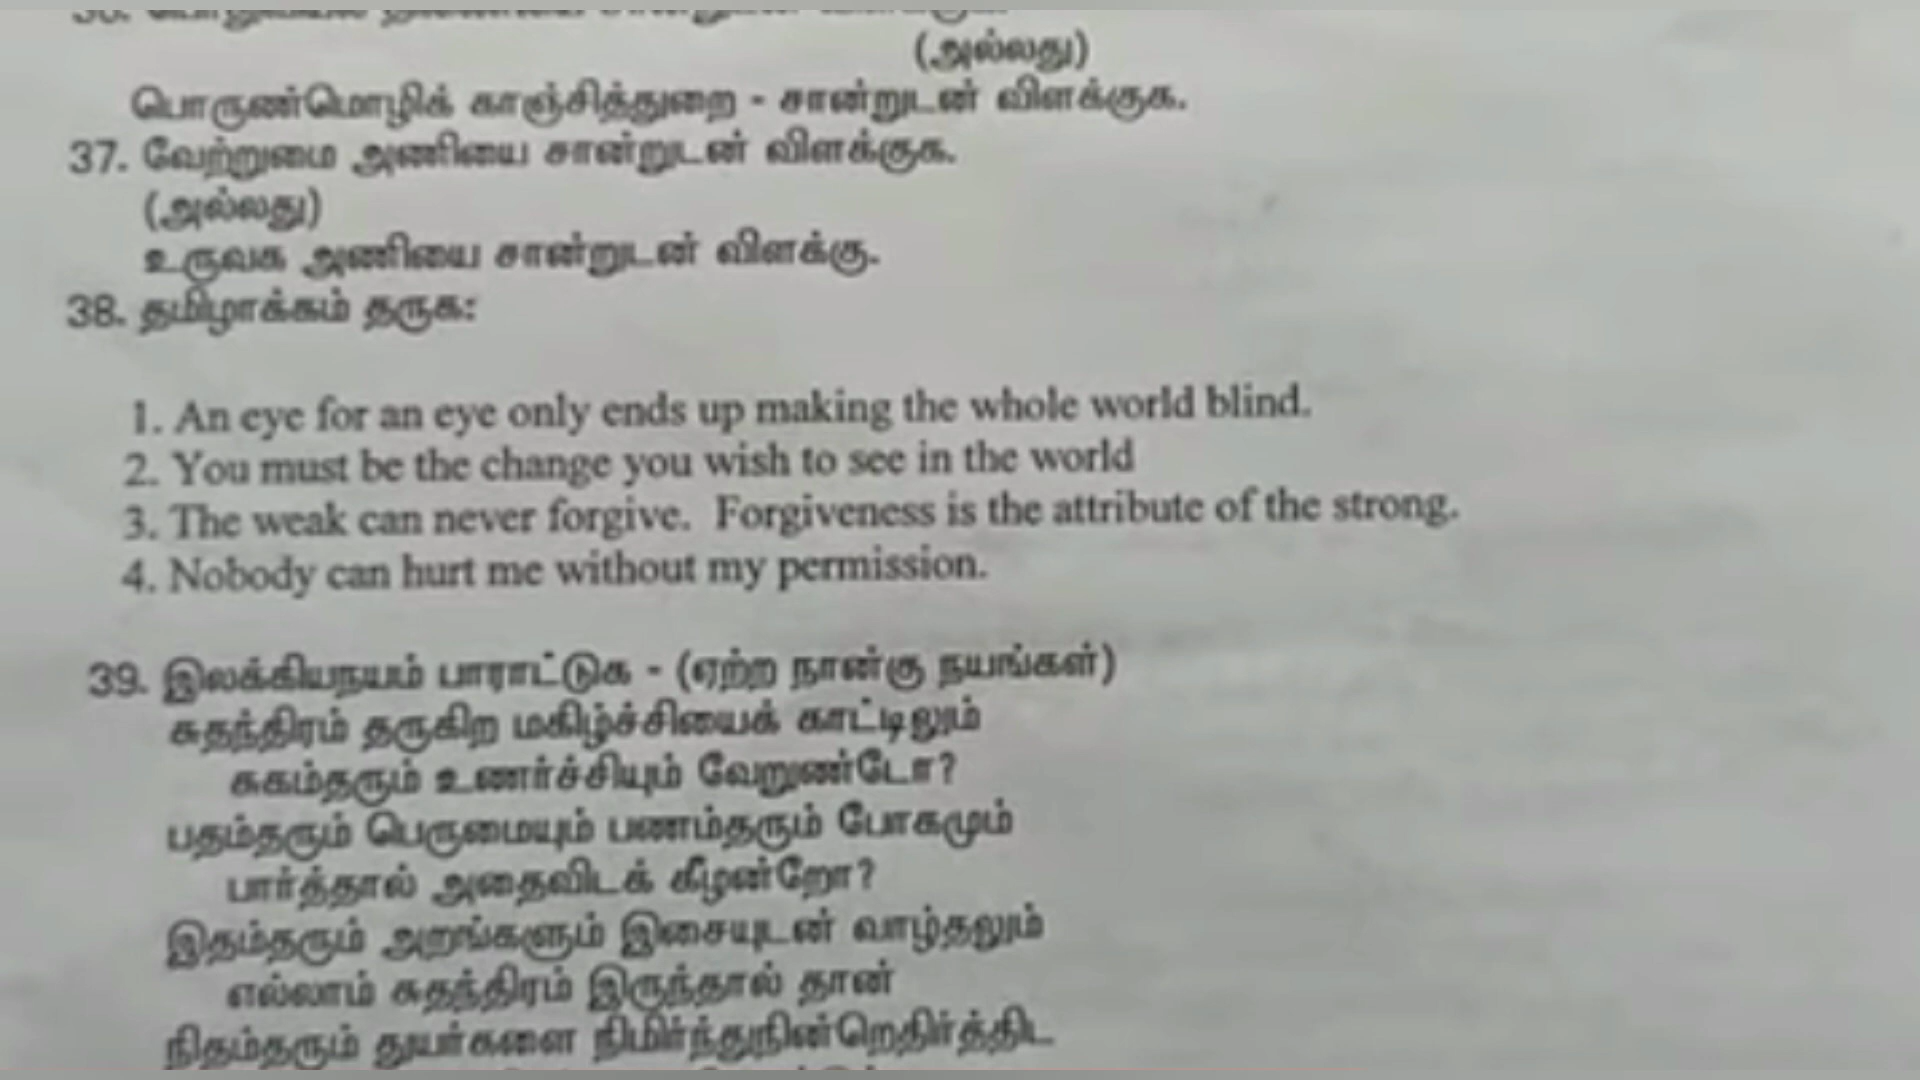 36. பொதுவியல் திணையை சான்றுடன் விளக்குக.
(அல்லது)
பொருண்மொழிக் காஞ்சித்துறை - சான்றுடன் விளக்குக.
37. வேற்றுமை அணியை சான்றுடன் விளக்குக.
(அல்லது)
உருவக அணியை சான்றுடன் விளக்கு.
38. தமிழாக்கம் தருக:
1. An eye for an eye only ends up making the whole world blind.
2. You must be the change you wish to see in the world
3. The weak can never forgive. Forgiveness is the attribute of the strong.
4. Nobody can hurt me without my permission.
39. இலக்கியநயம் பாராட்டுக - (ஏற்ற நான்கு நயங்கள்)
சுதந்திரம் தருகிற மகிழ்ச்சியைக் காட்டிலும்
சுகம்தரும் உணர்ச்சியும் வேறுண்டோ?
பதம்தரும் பெருமையும் பணம்தரும் போகமும்
பார்த்தால் அதைவிடக் கீழன்றோ?
இதம்தரும் அறங்களும் இசையுடன் வாழ்தலும்
எல்லாம் சுதந்திரம் இருந்தால் தான்
நிதம்தரும் துயர்களை நிமிர்ந்துநின்றெதிர்த்திட